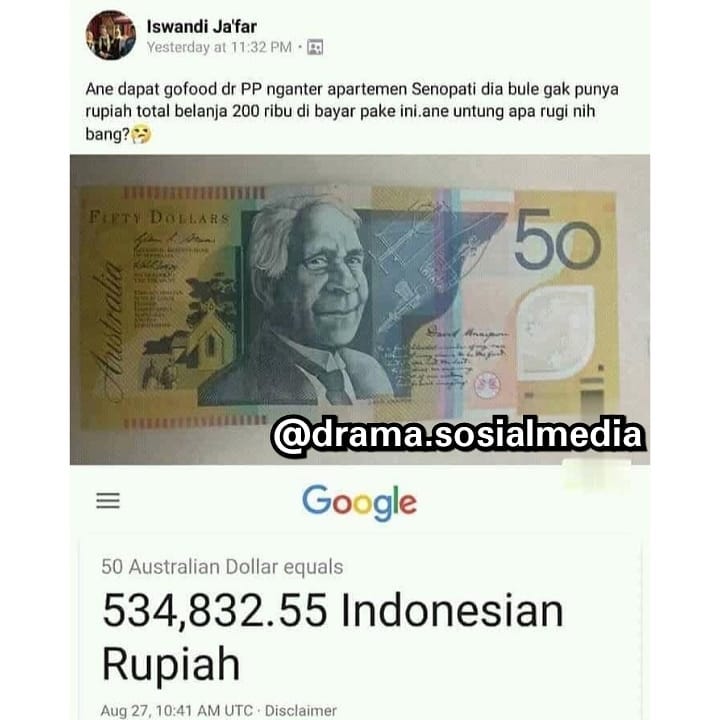 Iswandi Ja'far
Yesterday at 11:32 PM ·
Ane dapat gofood dr PP nganter apartemen Senopati dia bule gak punya
rupiah total belanja 200 ribu di bayar pake ini.ane untung apa rugi nih
bang?
FIFTY DOLLARS
50
Australia
@drama.sosialmedia
Google
50 Australian Dollar equals
534,832.55 Indonesian
Rupiah
Aug 27, 10:41 AM UTC · Disclaimer